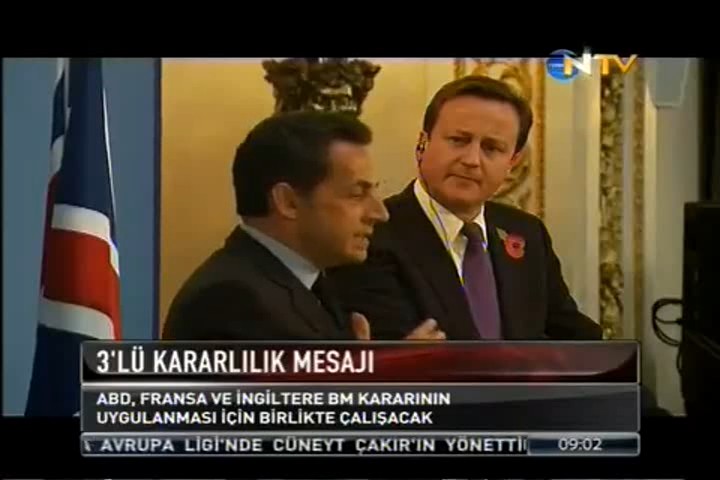 NTV
3'LÜ KARARLILIK MESAJI
ABD, FRANSA VE İNGİLTERE BM KARARININ
UYGULANMASI İÇİN BİRLİKTE ÇALIŞACAK
AVRUPA LİGİ'NDE CÜNEYT ÇAKIR'IN YÖNETTİ
09:02